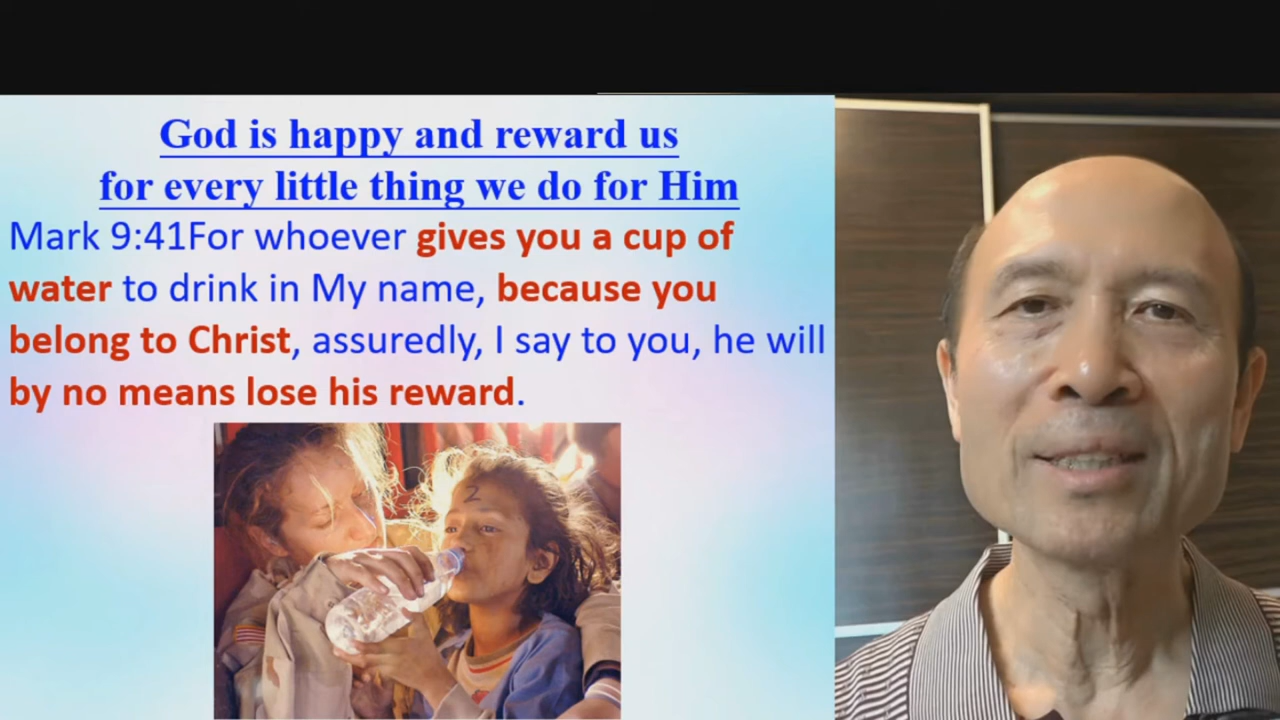 God is happy and reward us
for every little thing we do for Him
Mark 9:41For whoever gives you a cup of
water to drink in My name, because you
belong to Christ, assuredly, I say to you, he will
by no means lose his reward.
2